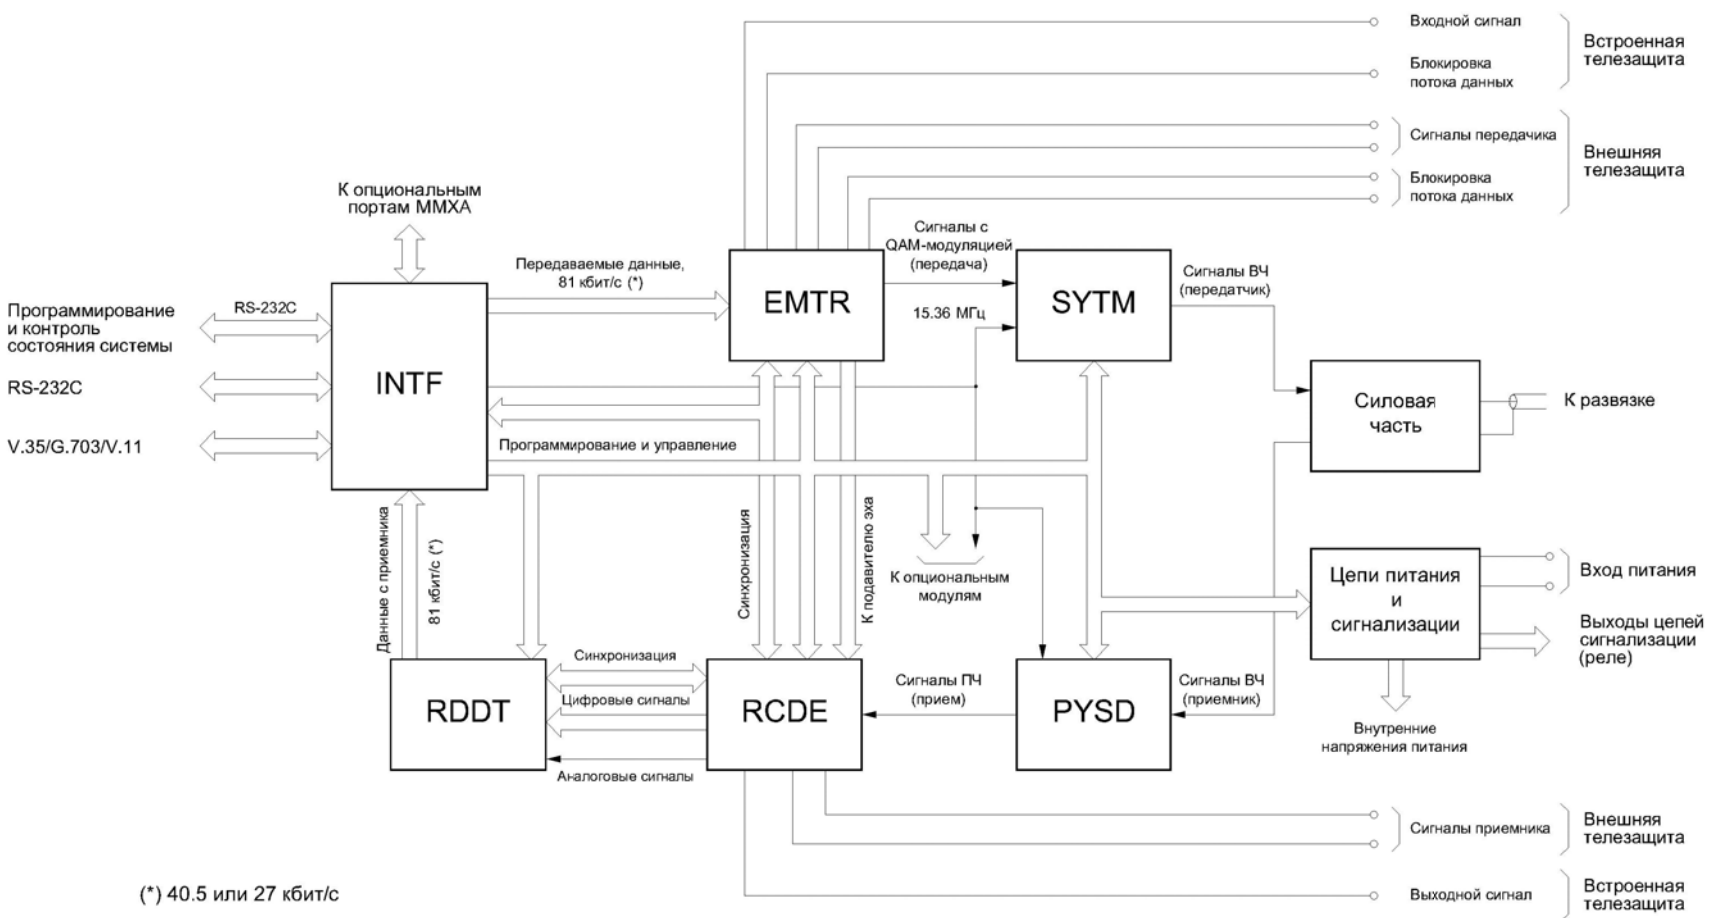 Входной сигнал
Встроенная
телезащита
Блокировка
потока данных
Сигналы передачика
Внешняя
телезащита
Блокировка
потока данных
К опциональным
портам MMXA
Сигналы с
QAM-модуляцией
(передача)
Передаваемые данные,
81 кбит/с (*)
EMTR
SYTM
Сигналы ВЧ
(передатчик)
15.36 МГц
Программирование
и контроль
состояния системы
RS-232C
INTF
RS-232C
V.35/G.703/V.11
Силовая
часть
К развязке
Программирование и управление
Данные с приемника
81 кбит/с (*)
Синхронизация
К подавителю эха
К опциональным
модулям
Цепи питания
и
сигнализации
Вход питания
Выходы цепей
сигнализации
(реле)
Внутренние
напряжения питания
RDDT
Синхронизация
Цифровые сигналы
Аналоговые сигналы
RCDE
Сигналы ПЧ
(прием)
PYSD
Сигналы ВЧ
(приемник)
Сигналы приемника
Внешняя
телезащита
Выходной сигнал
Встроенная
телезащита
(*) 40.5 или 27 кбит/с